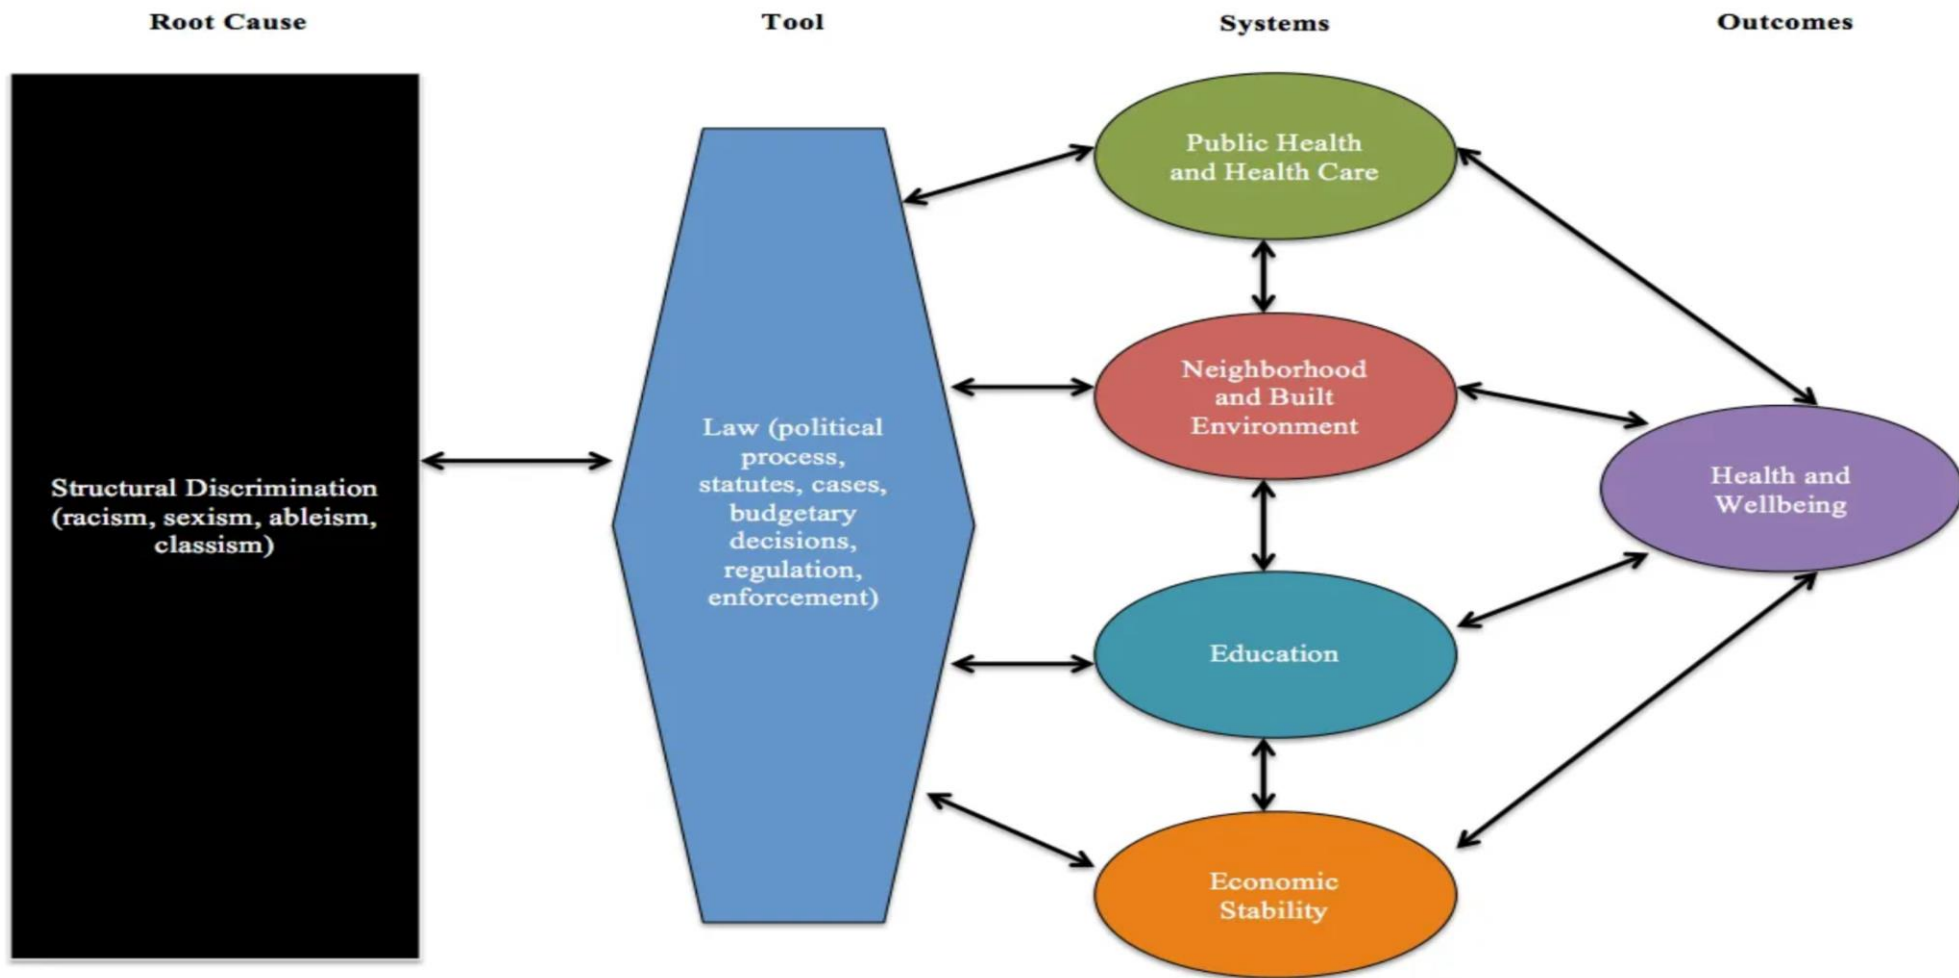 Root Cause
Tool
Systems
Outcomes
Structural Discrimination
(racism, sexism, ableism,
classism)
Law (political
process,
statutes, cases,
budgetary
decisions,
regulation,
enforcement)
Public Health
and Health Care
Neighborhood
and Built
Environment
Education
Economic
Stability
Health and
Wellbeing